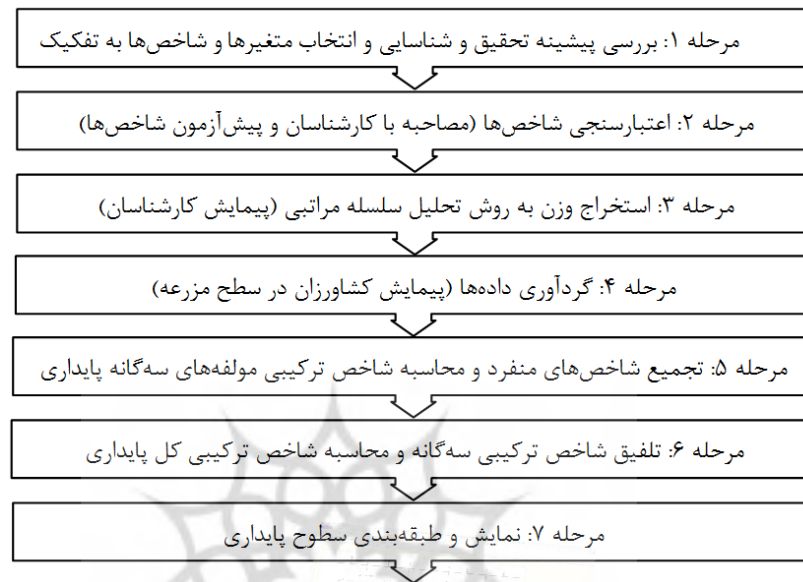 مرحله ۱: بررسی پیشینه تحقیق و شناسایی و انتخاب متغیرها و شاخص‌ها به تفکیک
مرحله ۲: اعتبارسنجی شاخص‌ها (مصاحبه با کارشناسان و پیش‌آزمون شاخص‌ها)
مرحله ۳: استخراج وزن به روش تحلیل سلسله مراتبی (پیمایش کارشناسان)
مرحله ۴: گردآوری داده‌ها (پیمایش کشاورزان در سطح مزرعه)
مرحله ۵: تجمیع شاخص‌های منفرد و محاسبه شاخص ترکیبی مولفه‌های سه‌گانه پایداری
مرحله ۶: تلفیق شاخص ترکیبی سه‌گانه و محاسبه شاخص ترکیبی کل پایداری
مرحله ۷: نمایش و طبقه‌بندی سطوح پایداری